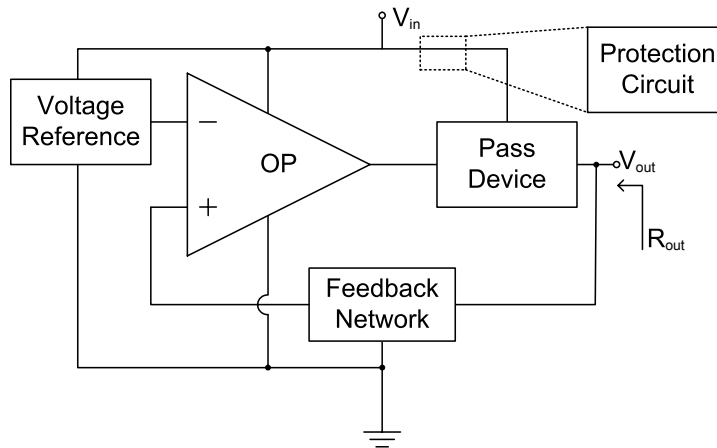 V_in
Protection
Circuit
Voltage
Reference
−
OP
+
Pass
Device
V_out
R_out
Feedback
Network